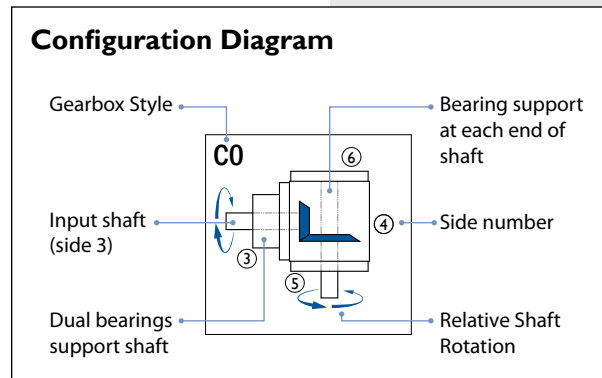 Configuration Diagram
Gearbox Style
Bearing support
at each end of
shaft
CO
⑥
Input shaft
(side 3)
④
Side number
③
⑤
Dual bearings
support shaft
Relative Shaft
Rotation